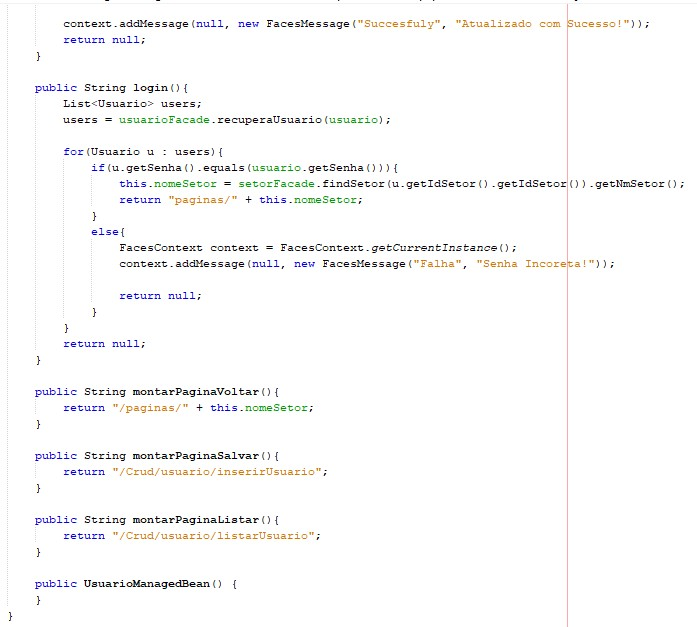 context.addMessage(null, new FacesMessage("Succesfuly", "Atualizado com Sucesso!"));
return null;
}
public String login(){
List<Usuario> users;
users = usuarioFacade.recuperaUsuario(usuario);
for(Usuario u : users){
if(u.getSenha().equals(usuario.getSenha())){
this.nomeSetor = setorFacade.findSetor(u.getIdSetor().getIdSetor()).getNmSetor();
return "paginas/" + this.nomeSetor;
}
else{
FacesContext context = FacesContext.getCurrentInstance();
context.addMessage(null, new FacesMessage("Falha", "Senha Incoreta!"));
return null;
}
}
return null;
}
public String montarPaginaVoltar(){
return "/paginas/" + this.nomeSetor;
}
public String montarPaginaSalvar(){
return "/Crud/usuario/inserirUsuario";
}
public String montarPaginaListar(){
return "/Crud/usuario/listarUsuario";
}
public UsuarioManagedBean() {
}
}